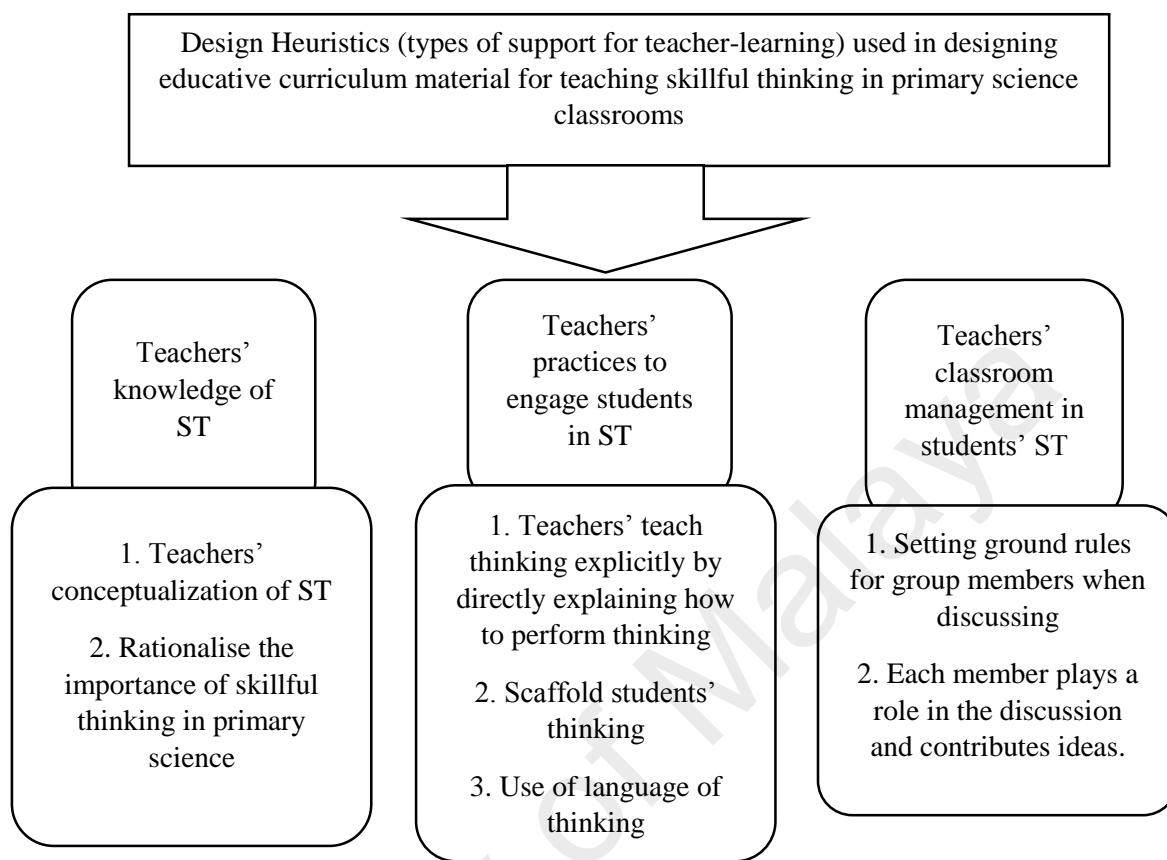 Design Heuristics (types of support for teacher-learning) used in designing
educative curriculum material for teaching skillful thinking in primary science
classrooms
Teachers’
knowledge of
ST
1. Teachers’
conceptualization of ST
2. Rationalise the
importance of skillful
thinking in primary
science
Teachers’
practices to
engage students
in ST
1. Teachers’ teach
thinking explicitly by
directly explaining how
to perform thinking
2. Scaffold students’
thinking
3. Use of language of
thinking
Teachers’
classroom
management in
students’ ST
1. Setting ground rules
for group members when
discussing
2. Each member plays a
role in the discussion
and contributes ideas.
of Malaya